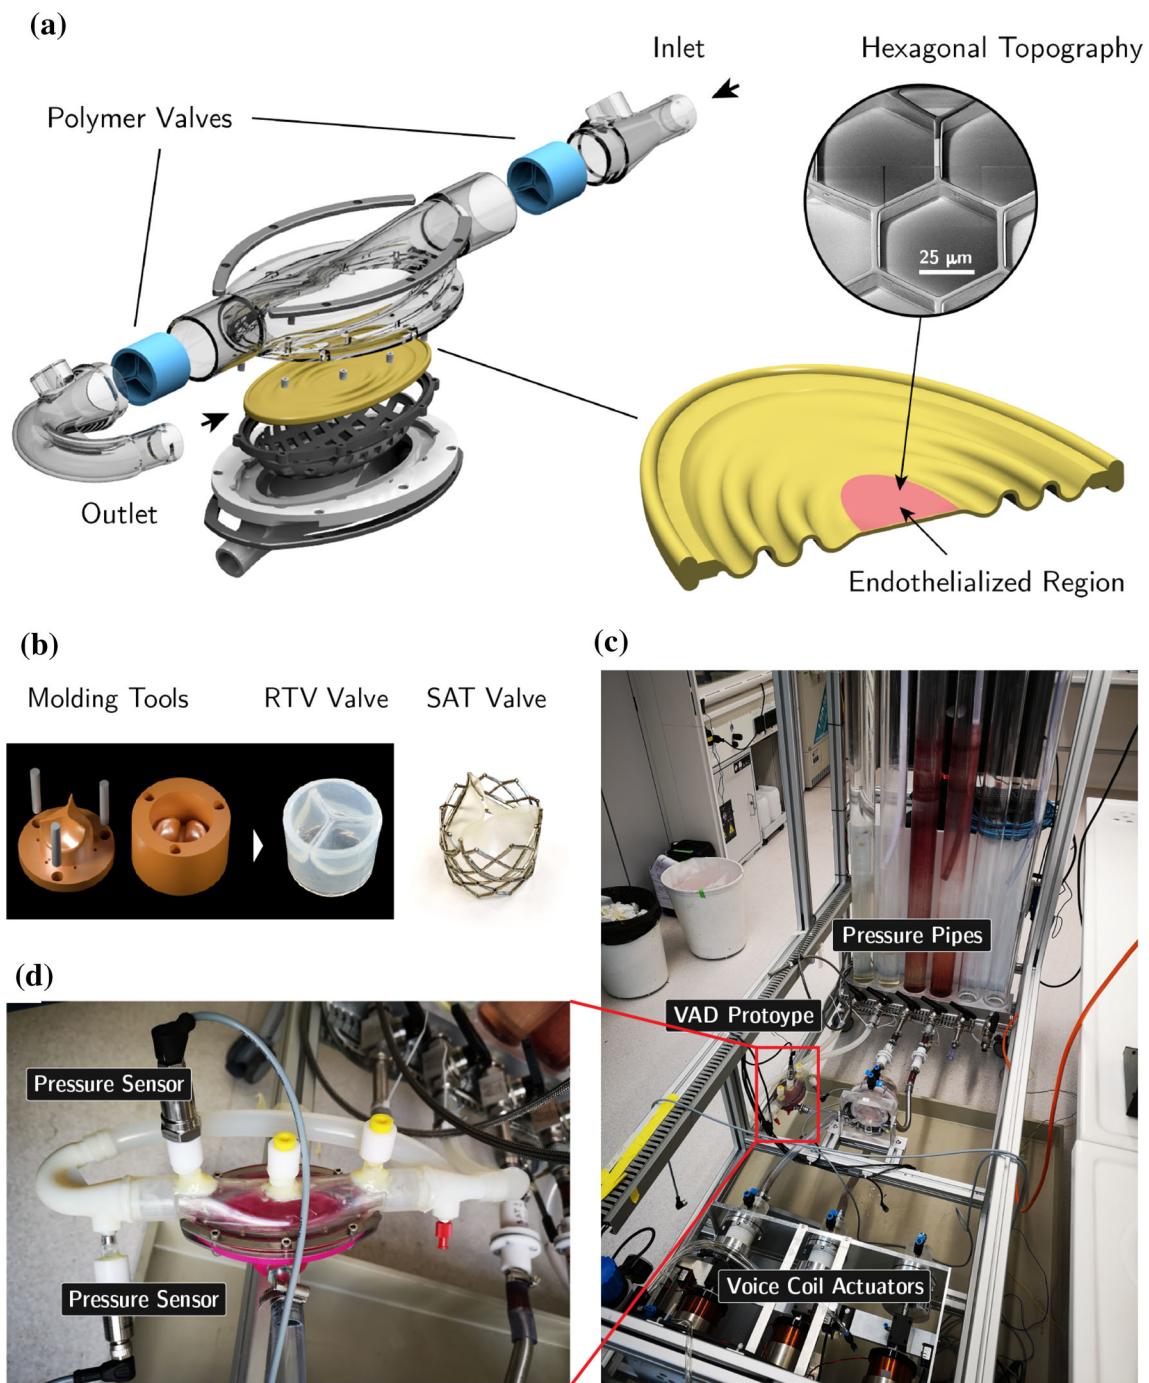 (a)
Inlet
Hexagonal Topography
Polymer Valves
25 μm
Outlet
Endothelialized Region
(b)
Molding Tools
RTV Valve
SAT Valve
(c)
Pressure Pipes
VAD Protoype
Voice Coil Actuators
(d)
Pressure Sensor
Pressure Sensor